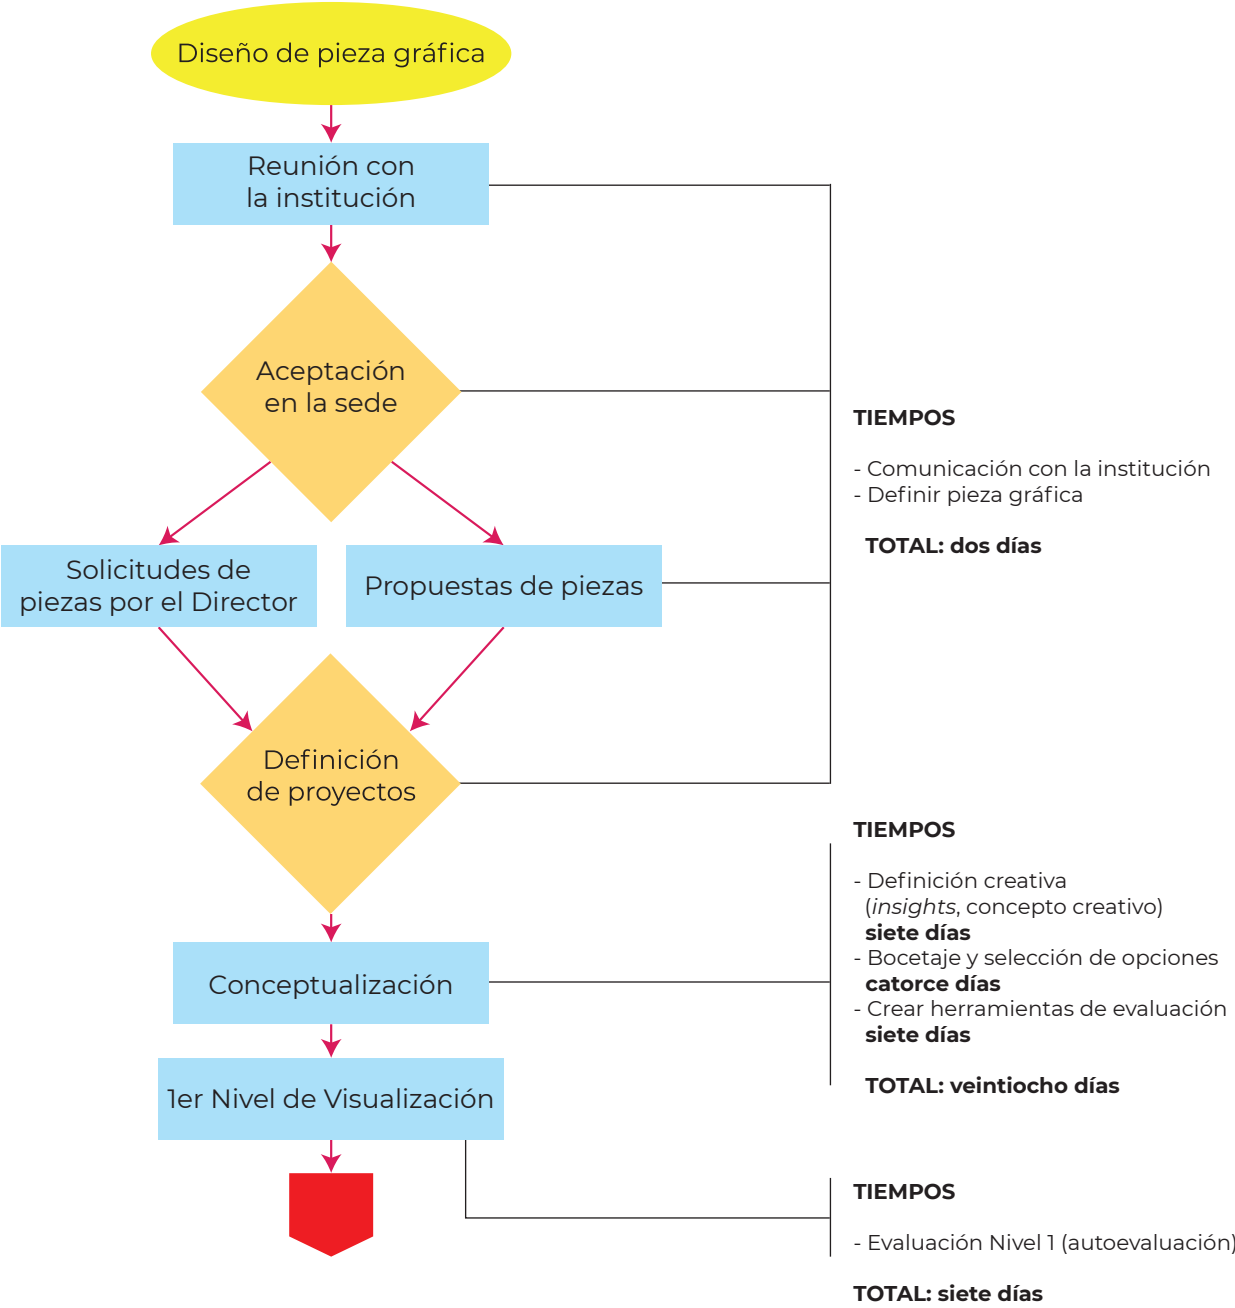 Diseño de pieza gráfica
Reunión con
la institución
Aceptación
en la sede
Solicitudes de
piezas por el Director
Propuestas de piezas
Definición
de proyectos
Conceptualización
1er Nivel de Visualización
TIEMPOS
- Comunicación con la institución
- Definir pieza gráfica
TOTAL: dos días
TIEMPOS
- Definición creativa
(insights, concepto creativo)
siete días
- Bocetaje y selección de opciones
catorce días
- Crear herramientas de evaluación
siete días
TOTAL: veintiocho días
TIEMPOS
- Evaluación Nivel 1 (autoevaluación)
TOTAL: siete días